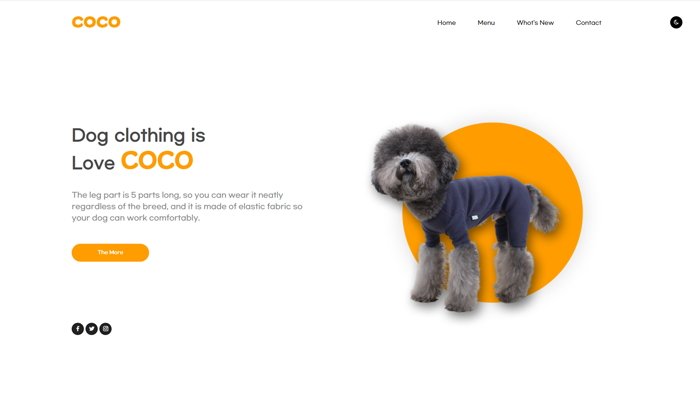 COCO
Home
Menu
What's New
Contact
Dog clothing is
Love COCO
The leg part is 5 parts long, so you can wear it neatly
regardless of the breed, and it is made of elastic fabric so
your dog can work comfortably.
The More